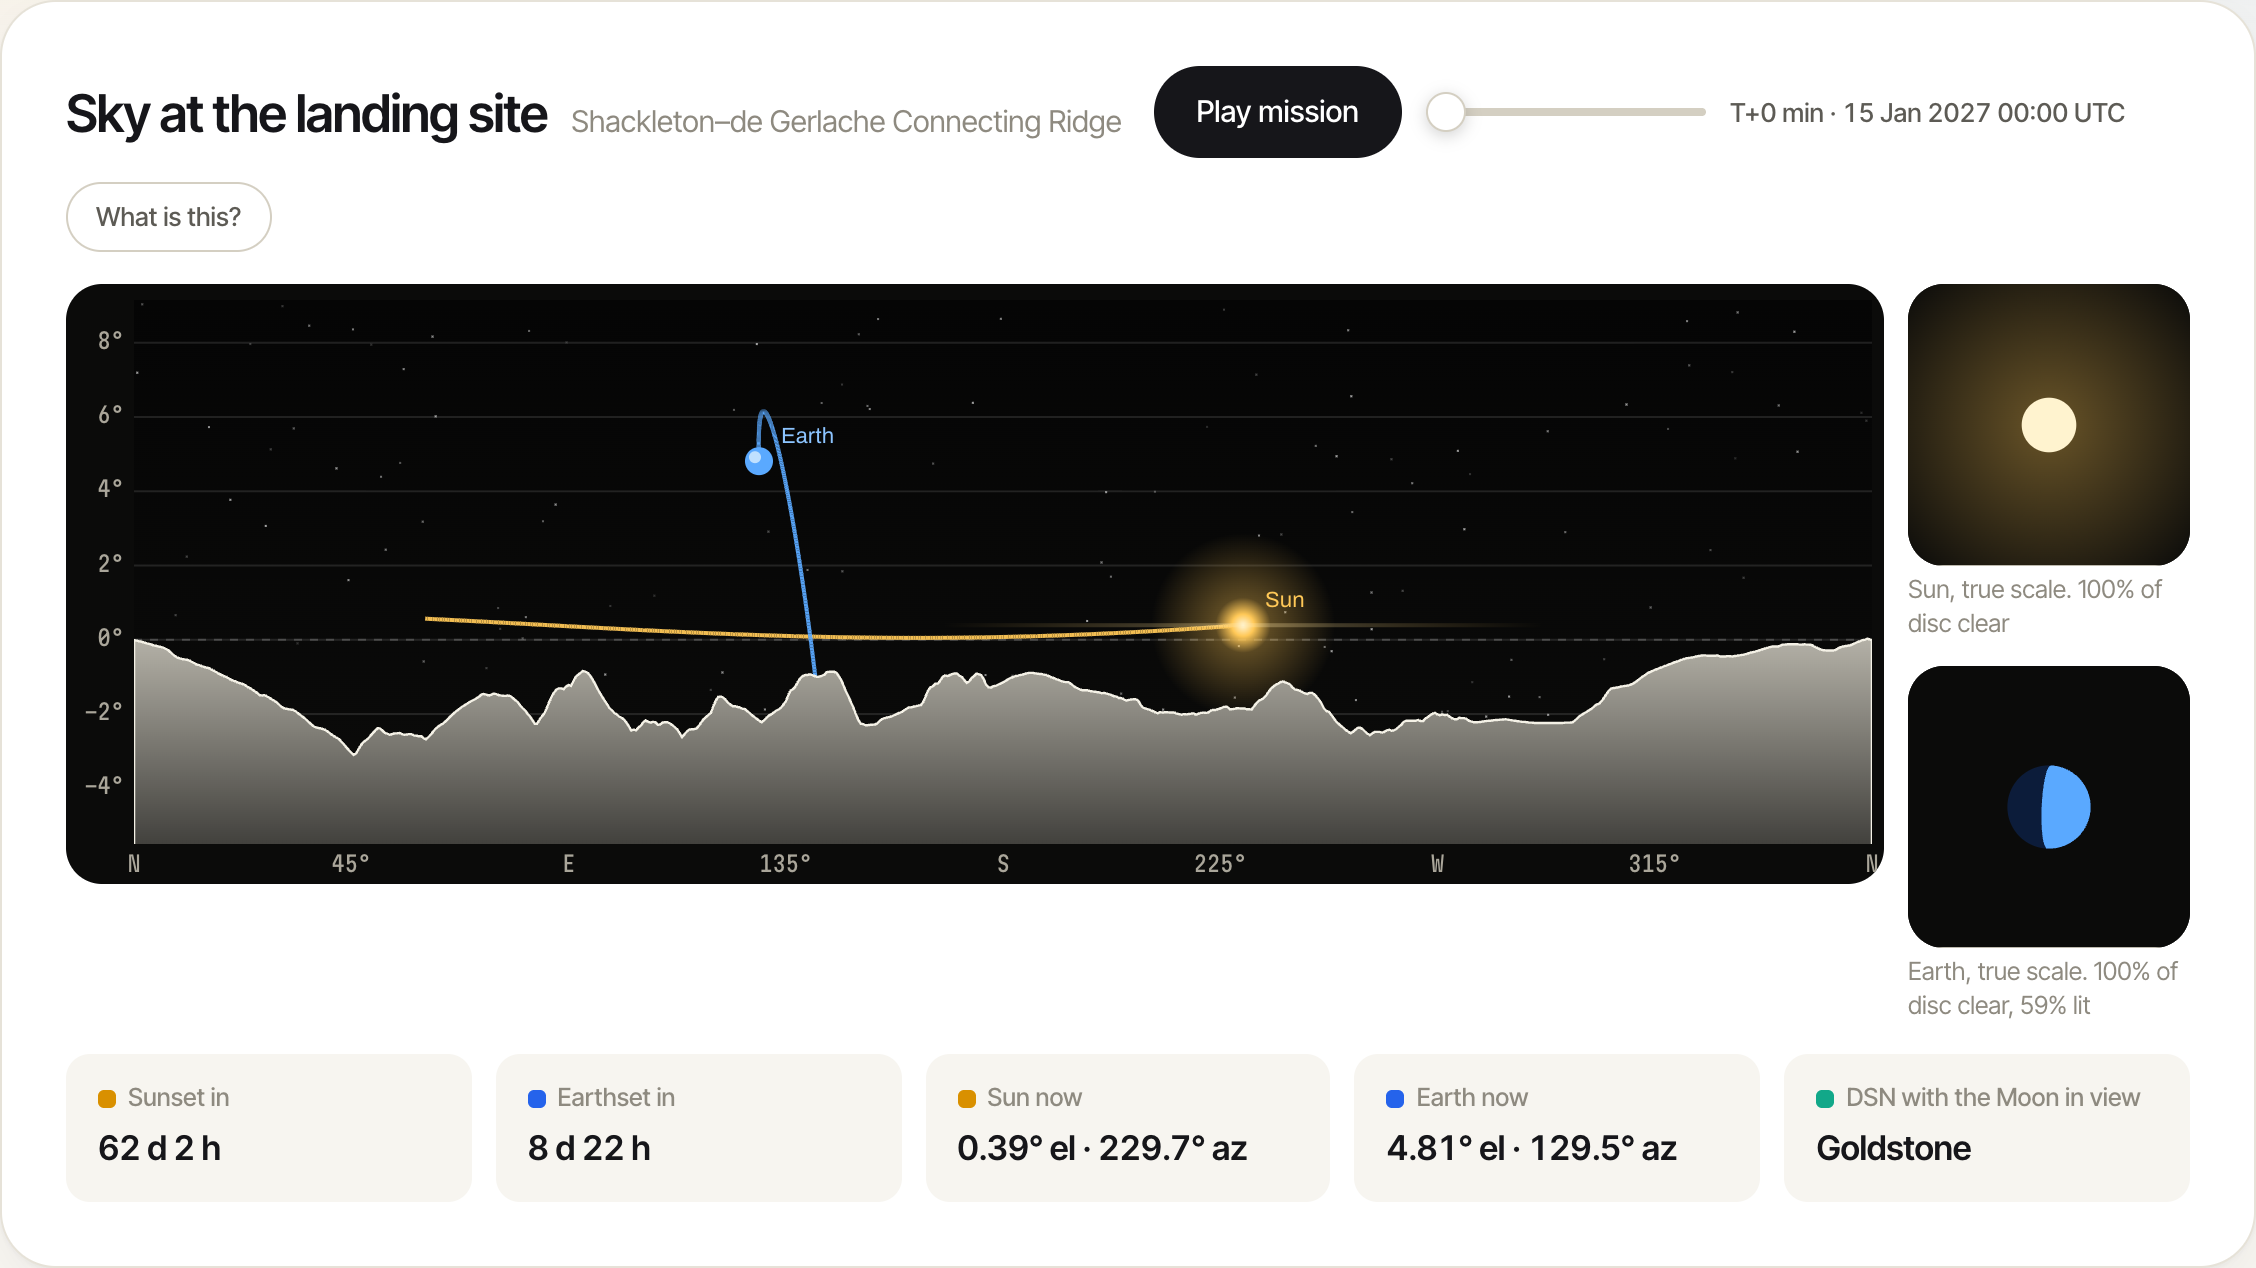 Sky at the landing site
Shackleton–de Gerlache Connecting Ridge
Play mission
T+0 min · 15 Jan 2027 00:00 UTC
What is this?
8°
6°
4°
2°
0°
−2°
−4°
Earth
Sun
N
45°
E
135°
S
225°
W
315°
N
Sun, true scale. 100% of
disc clear
Earth, true scale. 100% of
disc clear, 59% lit
Sunset in
62 d 2 h
Earthset in
8 d 22 h
Sun now
0.39° el · 229.7° az
Earth now
4.81° el · 129.5° az
DSN with the Moon in view
Goldstone